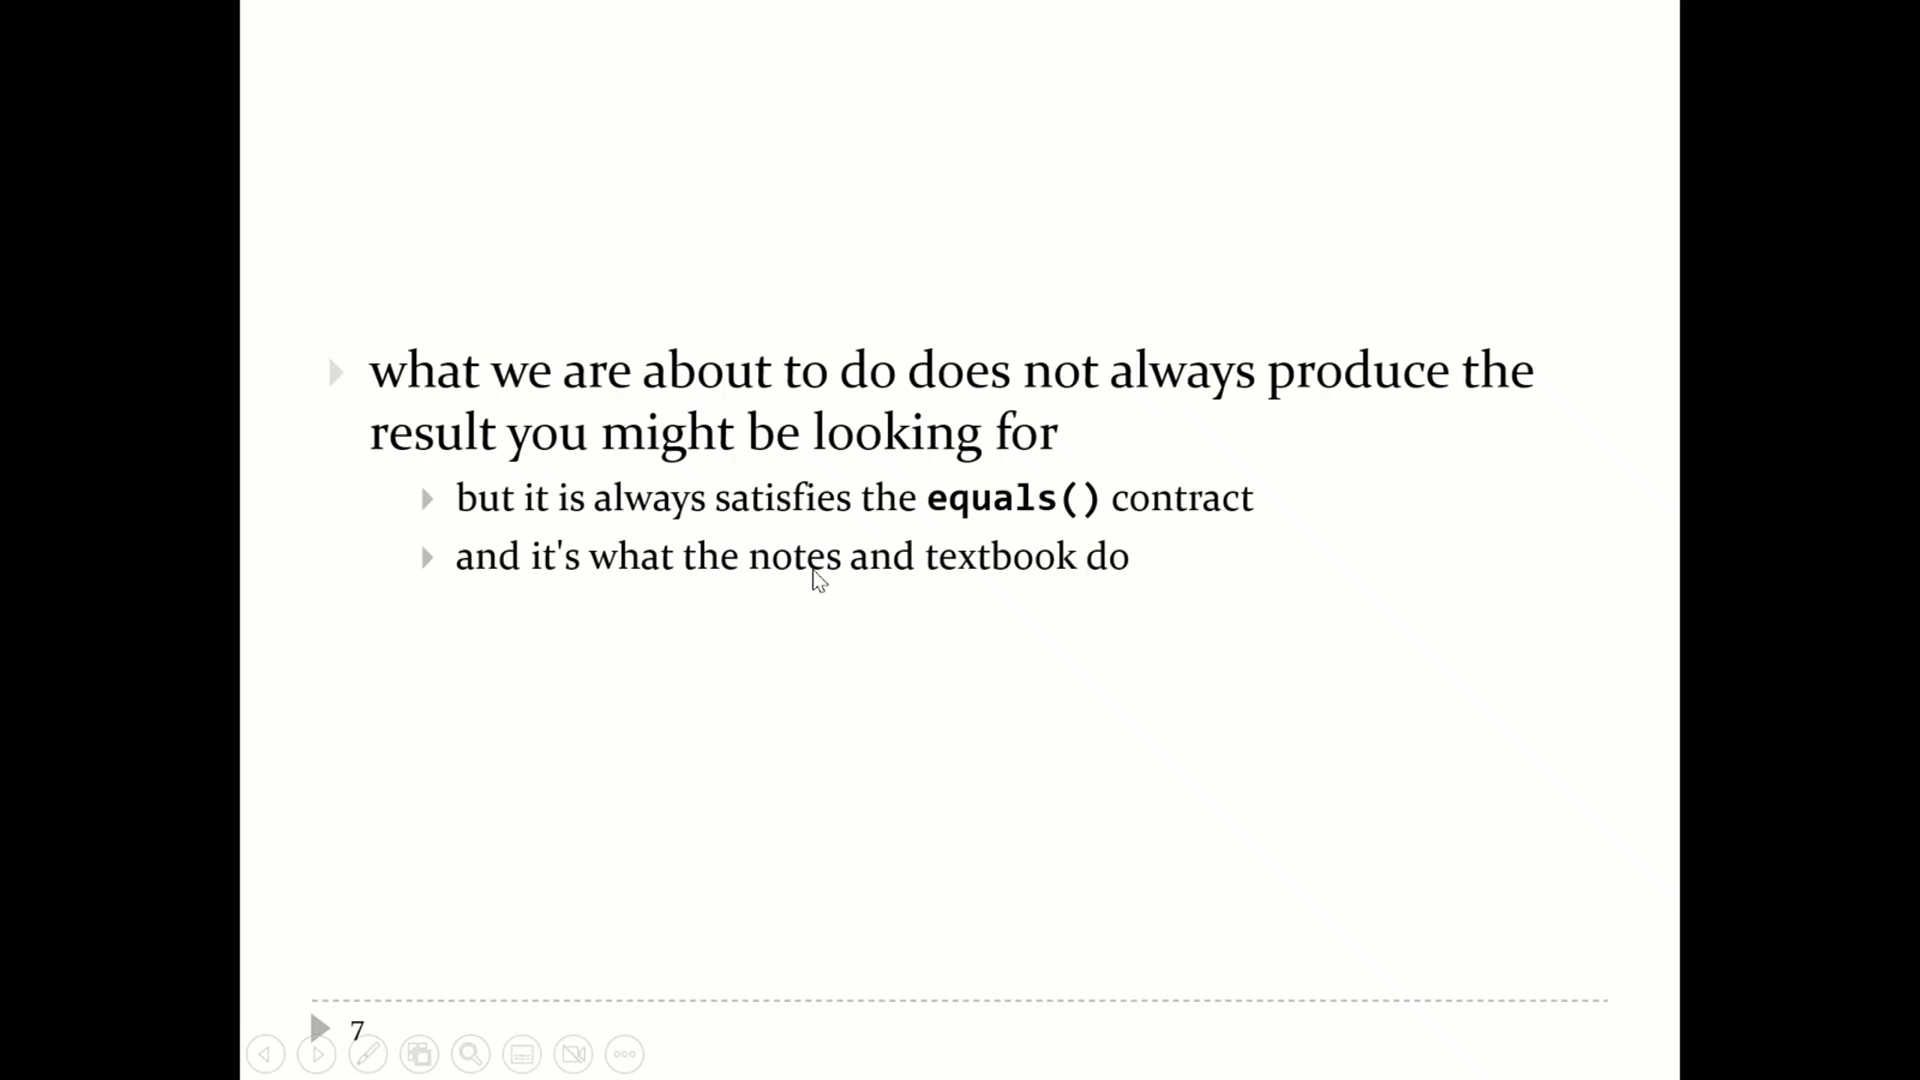 what we are about to do does not always produce the
result you might be looking for
but it is always satisfies the equals() contract
and it's what the notes and textbook do
7